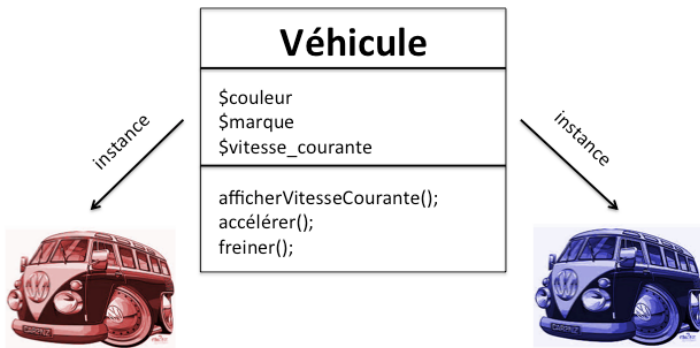 Véhicule
$couleur
$marque
$vitesse_courante
afficherVitesseCourante();
accélérer();
freiner();
instance
instance